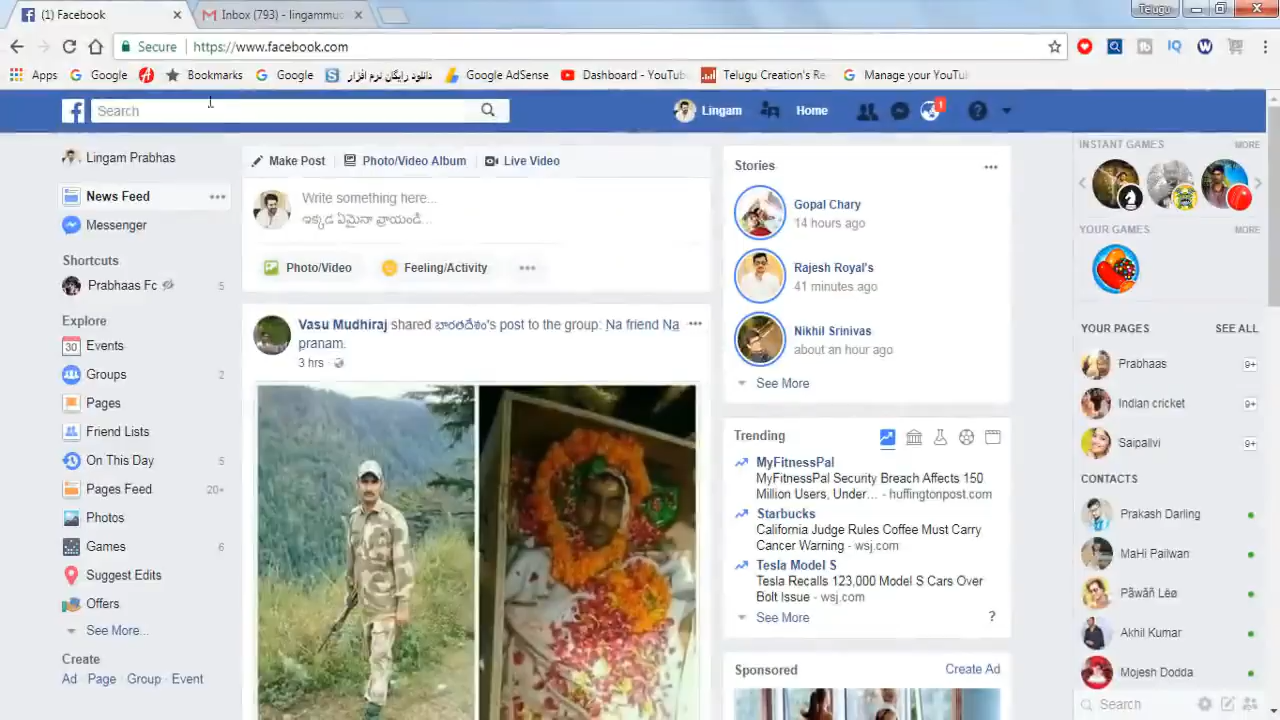 (1) Facebook
Inbox (793) - lingammuc
Telugu
Secure
https://www.facebook.com
Apps
Google
Bookmarks
Google
دانلود رایگان نرم افزار
Google AdSense
Dashboard - YouTub
Telugu Creation's Re
Manage your YouTu
Search
Lingam
Home
1
Lingam Prabhas
News Feed
Messenger
Shortcuts
Prabhaas Fc 5
Explore
30 Events
Groups 2
Pages
Friend Lists
On This Day 5
Pages Feed 20+
Photos
Games 6
Suggest Edits
Offers
See More...
Create
Ad Page Group Event
Make Post
Photo/Video Album
Live Video
Write something here...
ఇక్కడ ఏమైనా వ్రాయండి...
Photo/Video
Feeling/Activity
Vasu Mudhiraj shared భారతదేశం's post to the group: Na friend Na
pranam.
3 hrs
Stories
Gopal Chary
14 hours ago
Rajesh Royal's
41 minutes ago
Nikhil Srinivas
about an hour ago
See More
Trending
MyFitnessPal
MyFitnessPal Security Breach Affects 150
Million Users, Under... - huffingtonpost.com
Starbucks
California Judge Rules Coffee Must Carry
Cancer Warning - wsj.com
Tesla Model S
Tesla Recalls 123,000 Model S Cars Over
Bolt Issue - wsj.com
See More
?
Sponsored
Create Ad
INSTANT GAMES MORE
YOUR GAMES MORE
YOUR PAGES SEE ALL
Prabhaas 9+
Indian cricket 9+
Saipallvi 9+
CONTACTS
Prakash Darling
MaHi Pailwan
Pãwãñ Lëø
Akhil Kumar
Mojesh Dodda
Search